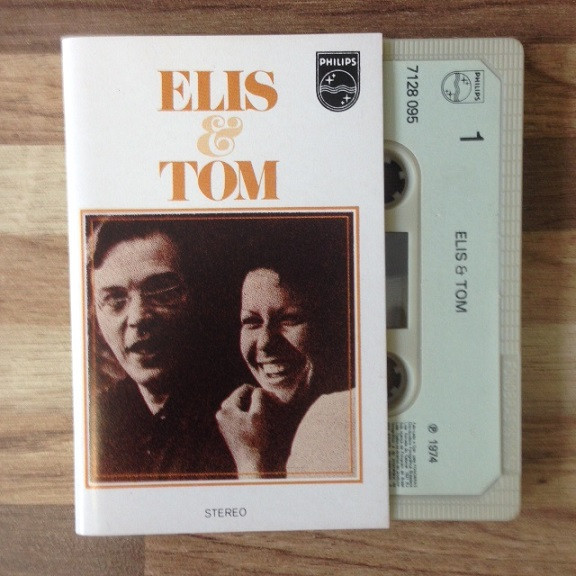 ELIS
&
TOM
PHILIPS
STEREO
7128 095
PHILIPS
1
ELIS & TOM
℗ 1974